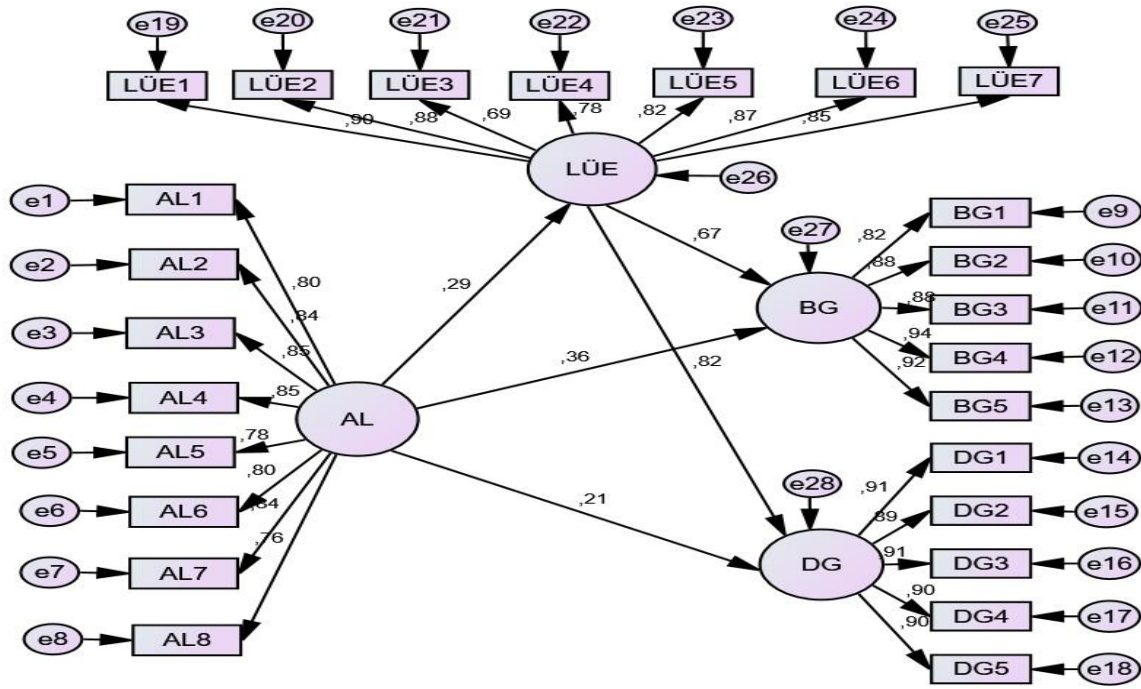 e19 e20 e21 e22 e23 e24 e25
LÜE1 LÜE2 LÜE3 LÜE4 LÜE5 LÜE6 LÜE7
,88 ,69 ,78 ,82 ,87 ,85
LÜE
e26
e1 AL1
e2 AL2
e3 AL3
e4 AL4
e5 AL5
e6 AL6
e7 AL7
e8 AL8
,80
,84
,85
,85
,78
,80
,84
,76
AL
,29
,36
,21
,67
,82
e27
BG
,82
,88
,88
,94
,92
BG1 e9
BG2 e10
BG3 e11
BG4 e12
BG5 e13
e28
DG
,91
,89
,91
,90
,90
DG1 e14
DG2 e15
DG3 e16
DG4 e17
DG5 e18